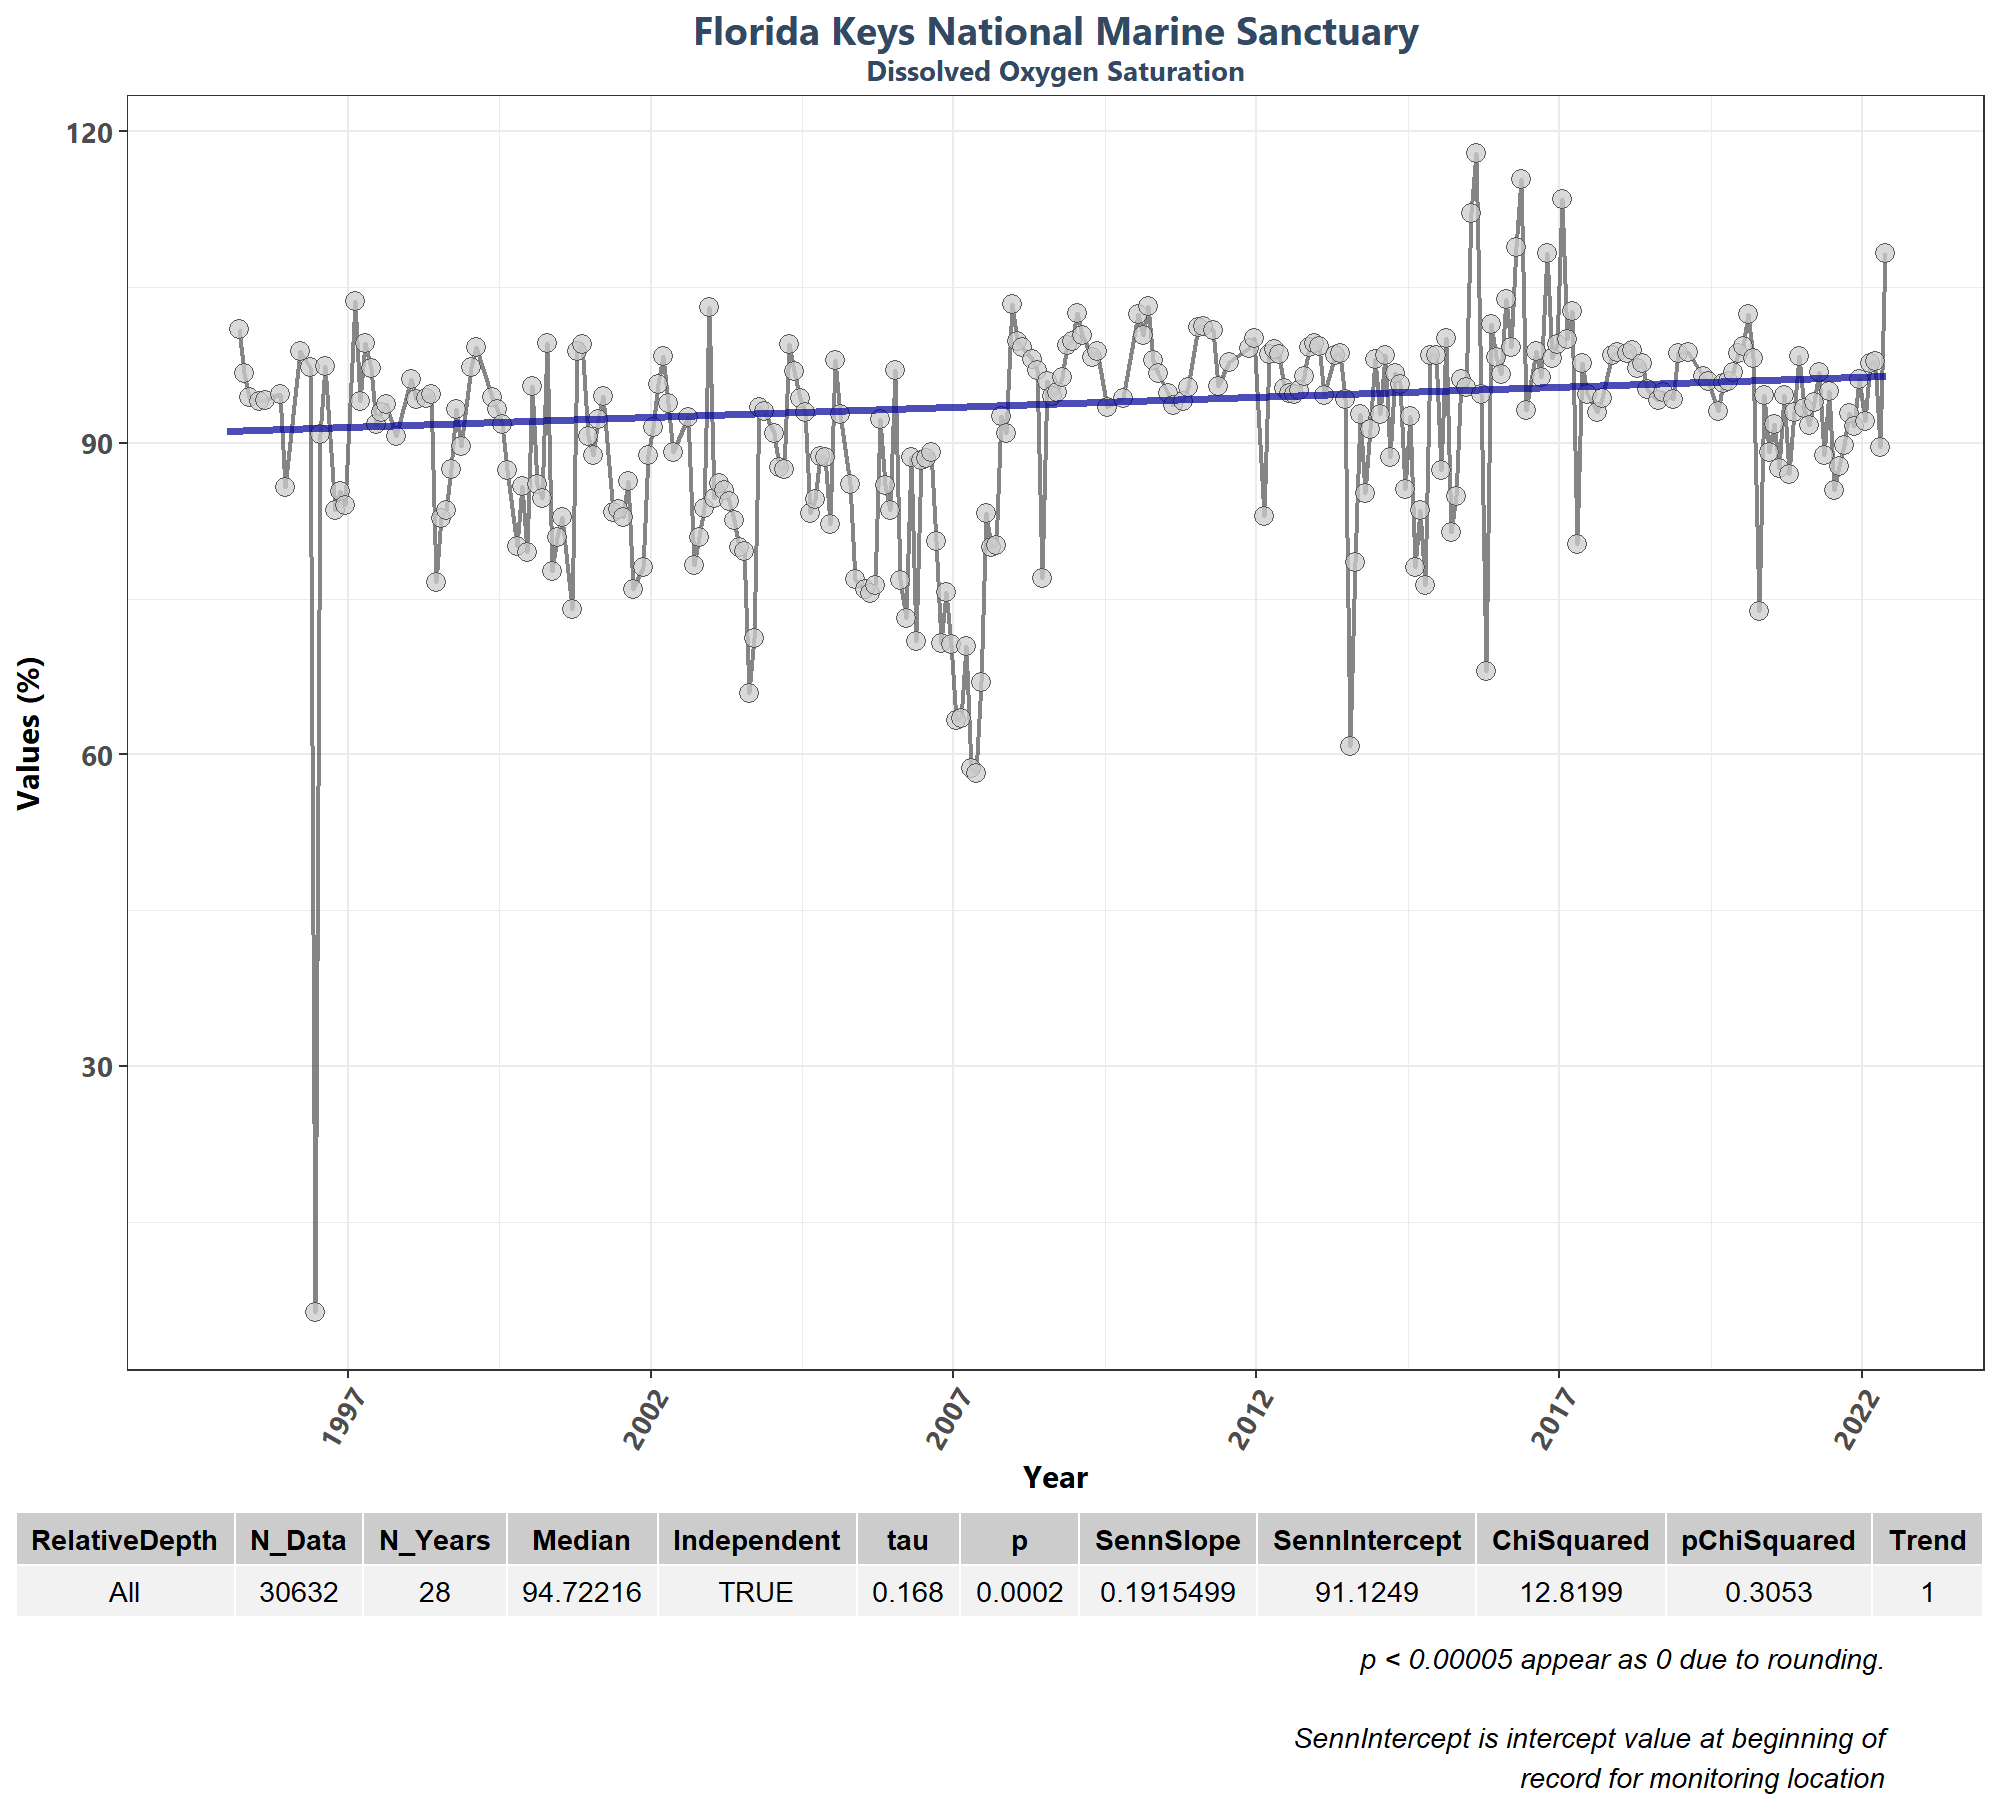 Florida Keys National Marine Sanctuary
Dissolved Oxygen Saturation
120
90
60
30
Values (%)
1997 2002 2007 2012 2017 2022
Year
RelativeDepth N_Data N_Years Median Independent tau p SennSlope SennIntercept ChiSquared pChiSquared Trend
All 30632 28 94.72216 TRUE 0.168 0.0002 0.1915499 91.1249 12.8199 0.3053 1
p < 0.00005 appear as 0 due to rounding.
SennIntercept is intercept value at beginning of
record for monitoring location